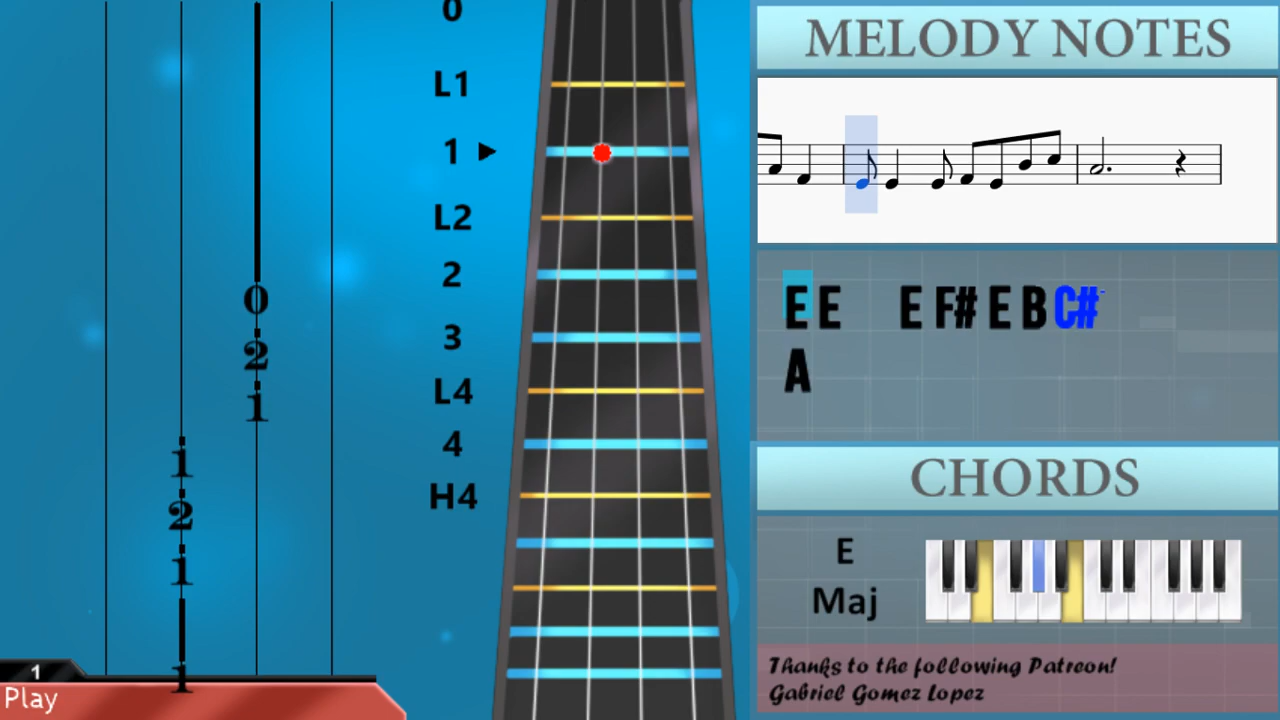 0
2
1
1
2
1
1
1
Play
0
L1
1
L2
2
3
L4
4
H4
MELODY NOTES
E E E F# E B C#
A
CHORDS
E
Maj
Thanks to the following Patreon!
Gabriel Gomez Lopez